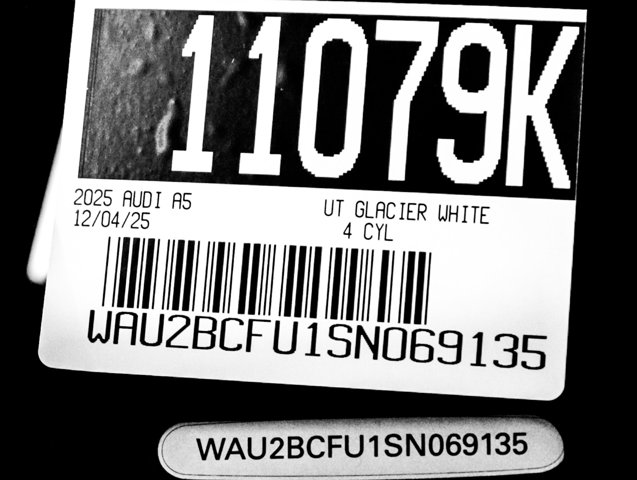 11079K
2025 AUDI A5
UT GLACIER WHITE
12/04/25
4 CYL
WAU2BCFU1SN069135
WAU2BCFU1SN069135